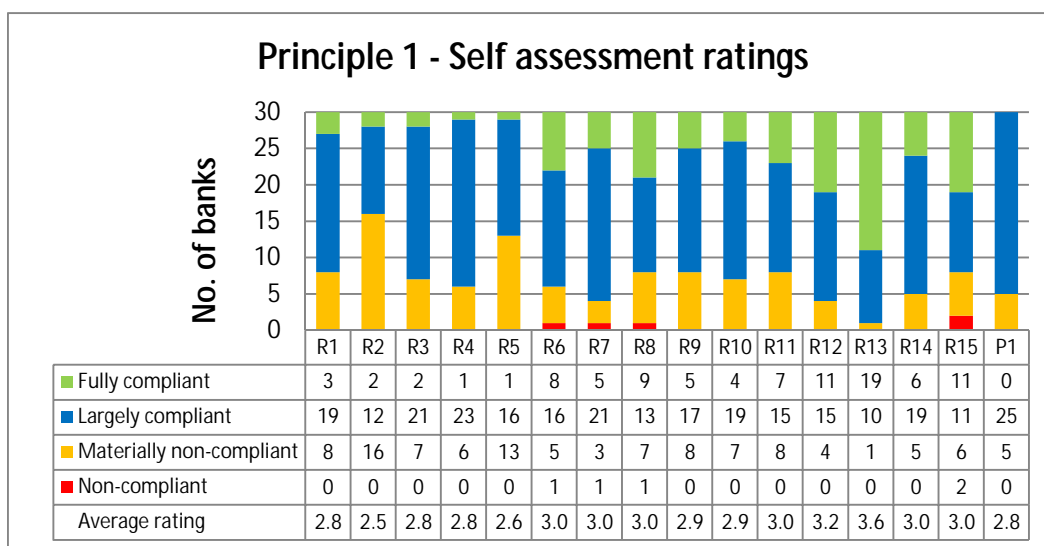 Principle 1 - Self assessment ratings
No. of banks
30
25
20
15
10
5
0
R1 R2 R3 R4 R5 R6 R7 R8 R9 R10 R11 R12 R13 R14 R15 P1
Fully compliant 3 2 2 1 1 8 5 9 5 4 7 11 19 6 11 0
Largely compliant 19 12 21 23 16 16 21 13 17 19 15 15 10 19 11 25
Materially non-compliant 8 16 7 6 13 5 3 7 8 7 8 4 1 5 6 5
Non-compliant 0 0 0 0 0 1 1 1 0 0 0 0 0 0 2 0
Average rating 2.8 2.5 2.8 2.8 2.6 3.0 3.0 3.0 2.9 2.9 3.0 3.2 3.6 3.0 3.0 2.8